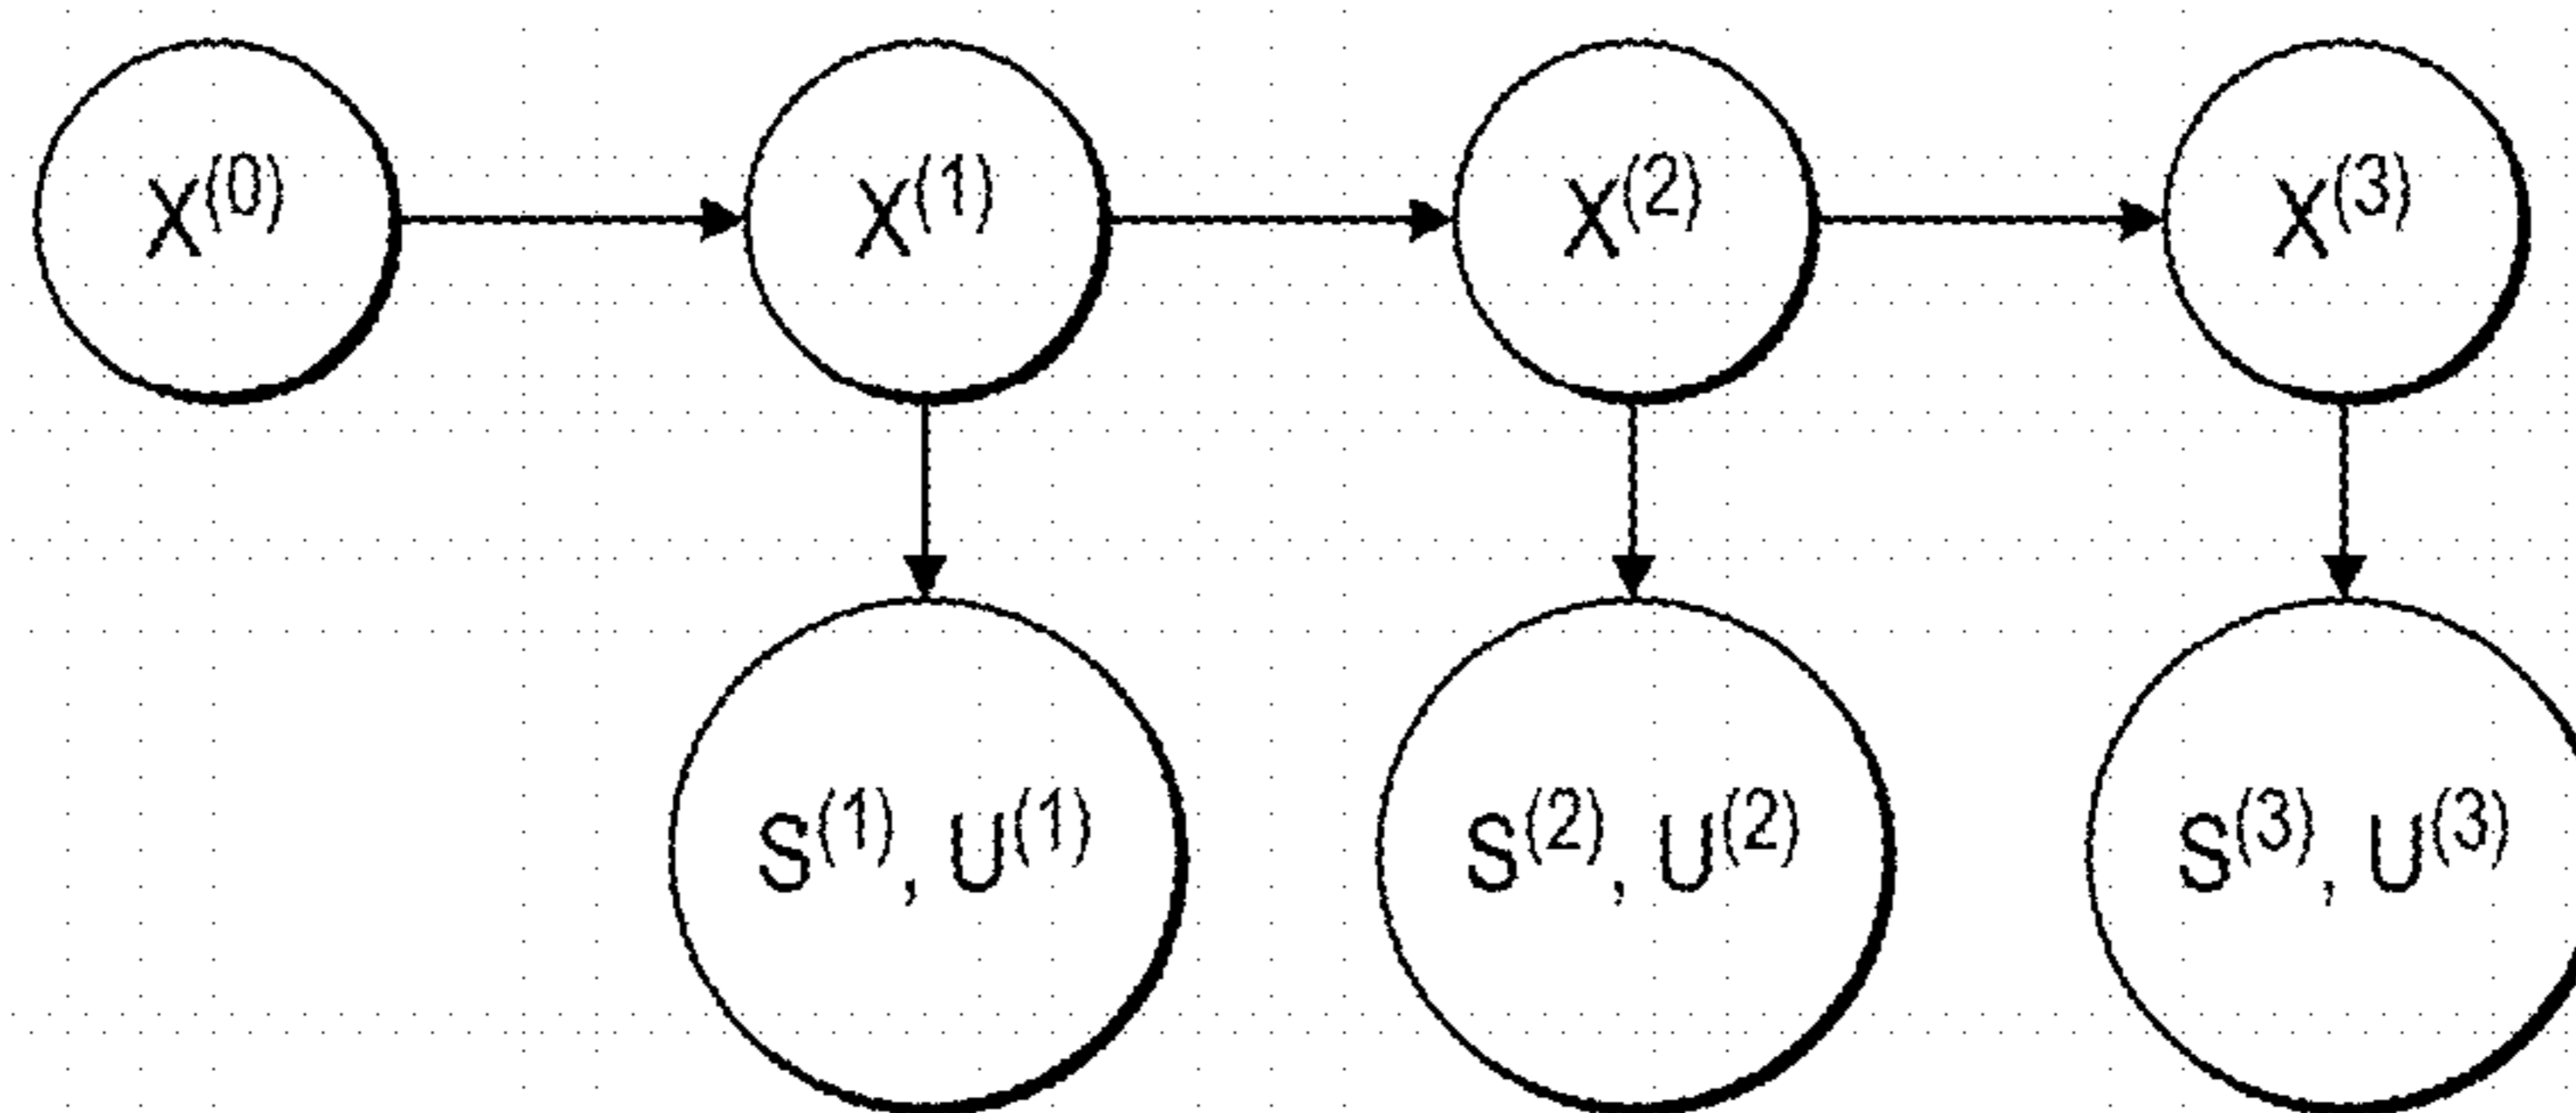 X^(0) X^(1) X^(2) X^(3)
S^(1), U^(1) S^(2), U^(2) S^(3), U^(3)